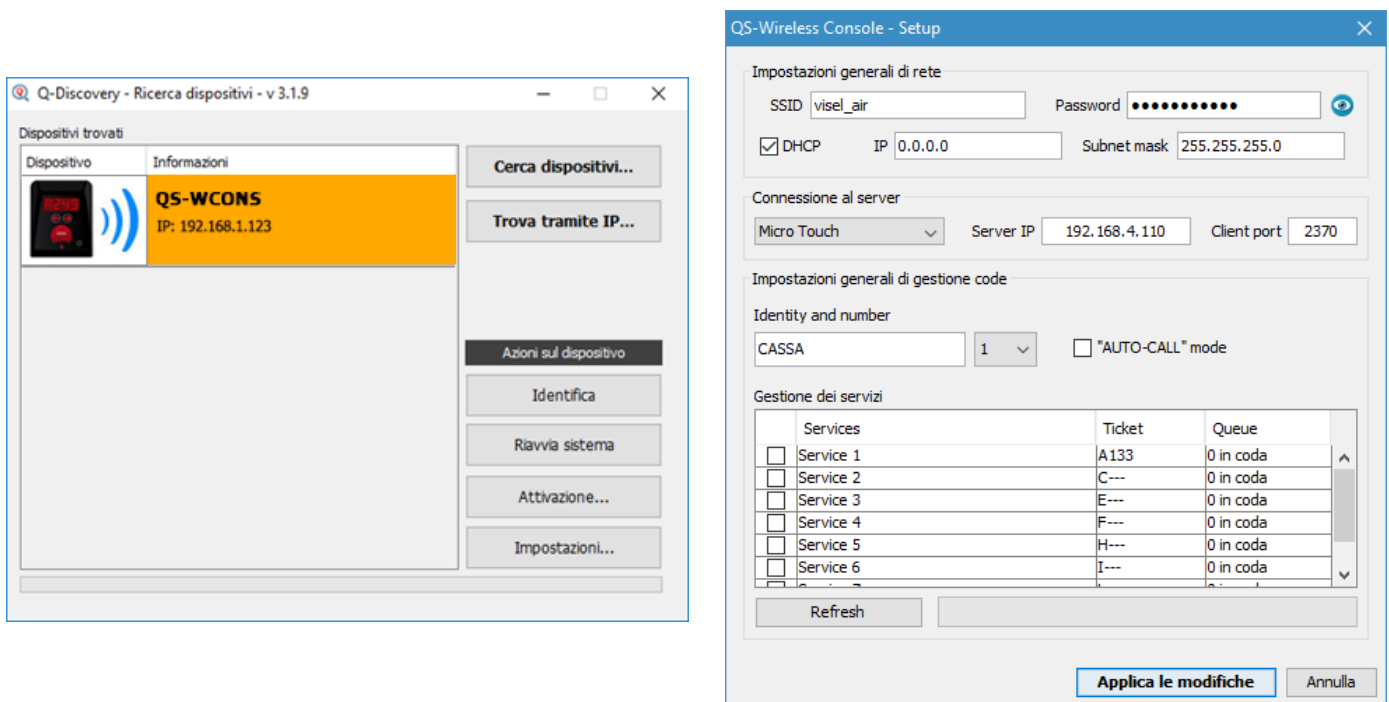 Q-Discovery - Ricerca dispositivi - v 3.1.9
Dispositivi trovati
Dispositivo Informazioni
QS-WCONS
IP: 192.168.1.123
Cerca dispositivi...
Trova tramite IP...
Azioni sul dispositivo
Identifica
Riavvia sistema
Attivazione...
Impostazioni...
QS-Wireless Console - Setup
Impostazioni generali di rete
SSID visel_air Password •••••••••••
DHCP IP 0.0.0.0 Subnet mask 255.255.255.0
Connessione al server
Micro Touch Server IP 192.168.4.110 Client port 2370
Impostazioni generali di gestione code
Identity and number
CASSA 1 "AUTO-CALL" mode
Gestione dei servizi
Services Ticket Queue
Service 1 A133 0 in coda
Service 2 C--- 0 in coda
Service 3 E--- 0 in coda
Service 4 F--- 0 in coda
Service 5 H--- 0 in coda
Service 6 I--- 0 in coda
Refresh
Applica le modifiche Annulla